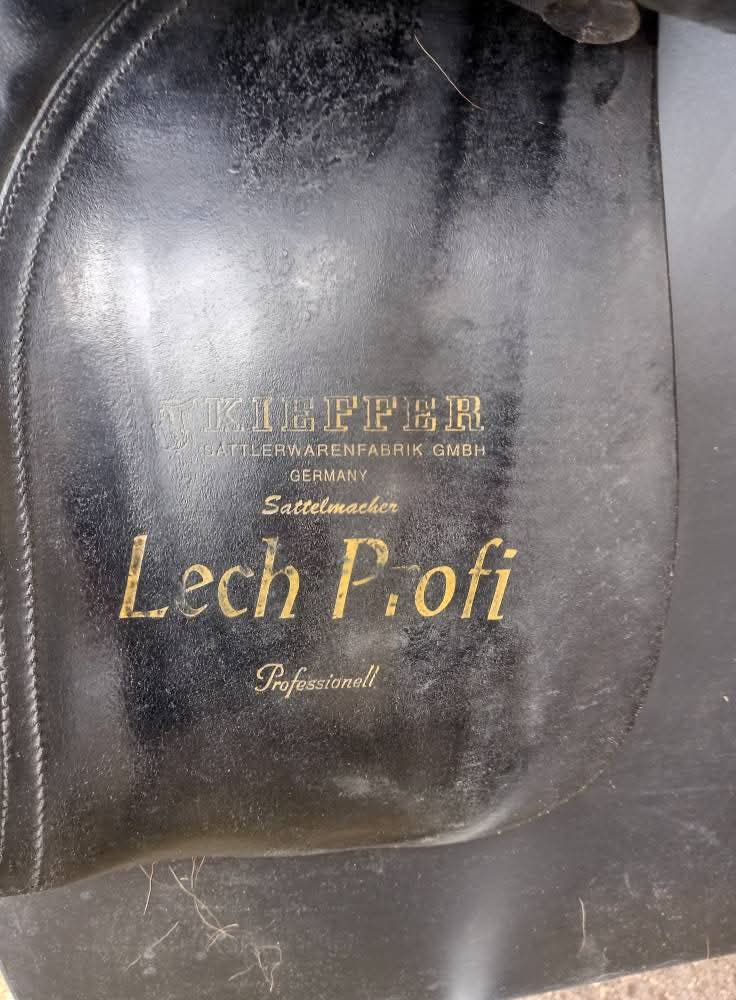 KIEFFER
SATTLERWARENFABRIK GMBH
GERMANY
Sattelmacher
Lech Profi
Professionell